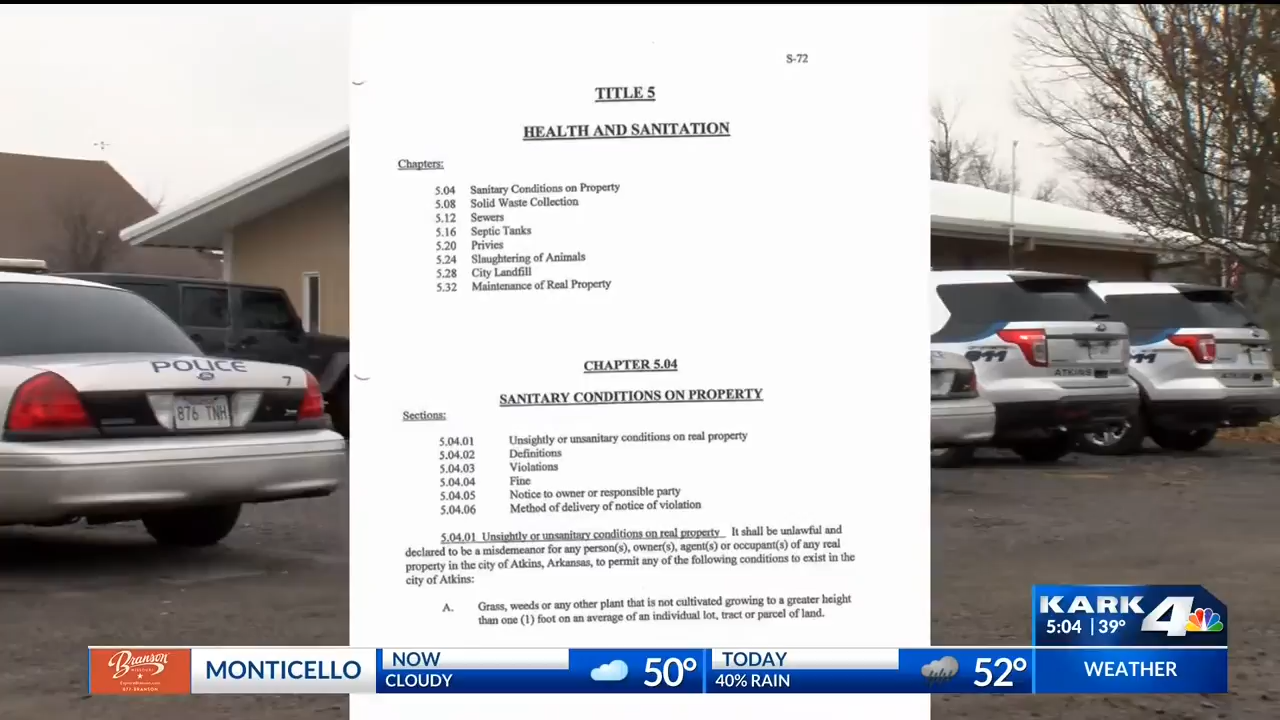 S-72
TITLE 5
HEALTH AND SANITATION
Chapters:
5.04 Sanitary Conditions on Property
5.08 Solid Waste Collection
5.12 Sewers
5.16 Septic Tanks
5.20 Privies
5.24 Slaughtering of Animals
5.28 City Landfill
5.32 Maintenance of Real Property
CHAPTER 5.04
SANITARY CONDITIONS ON PROPERTY
Sections:
5.04.01 Unsightly or unsanitary conditions on real property
5.04.02 Definitions
5.04.03 Violations
5.04.04 Fine
5.04.05 Notice to owner or responsible party
5.04.06 Method of delivery of notice of violation
5.04.01 Unsightly or unsanitary conditions on real property It shall be unlawful and
declared to be a misdemeanor for any person(s), owner(s), agent(s) or occupant(s) of any real
property in the city of Atkins, Arkansas, to permit any of the following conditions to exist in the
city of Atkins:
A. Grass, weeds or any other plant that is not cultivated growing to a greater height
than one (1) foot on an average of an individual lot, tract or parcel of land.
POLICE
7
876 TNH
911
ATKINS
KARK 4
5:04 | 39°
WEATHER
Branson
MONTICELLO
NOW
CLOUDY
50°
TODAY
40% RAIN
52°